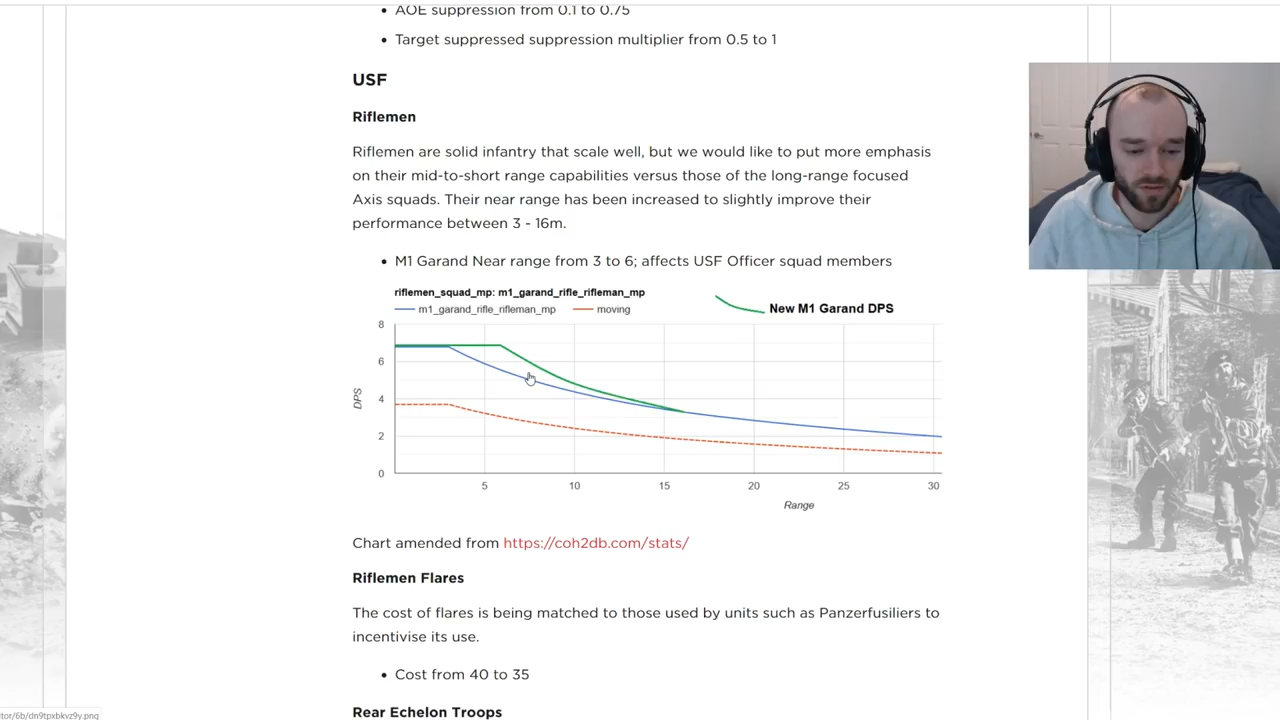 AOE suppression from 0.1 to 0.75
Target suppressed suppression multiplier from 0.5 to 1
USF
Riflemen
Riflemen are solid infantry that scale well, but we would like to put more emphasis
on their mid-to-short range capabilities versus those of the long-range focused
Axis squads. Their near range has been increased to slightly improve their
performance between 3 - 16m.
M1 Garand Near range from 3 to 6; affects USF Officer squad members
riflemen_squad_mp: m1_garand_rifle_rifleman_mp
m1_garand_rifle_rifleman_mp moving
New M1 Garand DPS
8
6
4
2
0
DPS
5 10 15 20 25 30
Range
Chart amended from https://coh2db.com/stats/
Riflemen Flares
The cost of flares is being matched to those used by units such as Panzerfusiliers to
incentivise its use.
Cost from 40 to 35
Rear Echelon Troops
tor/6b/dn9tpxbkvz9y.png